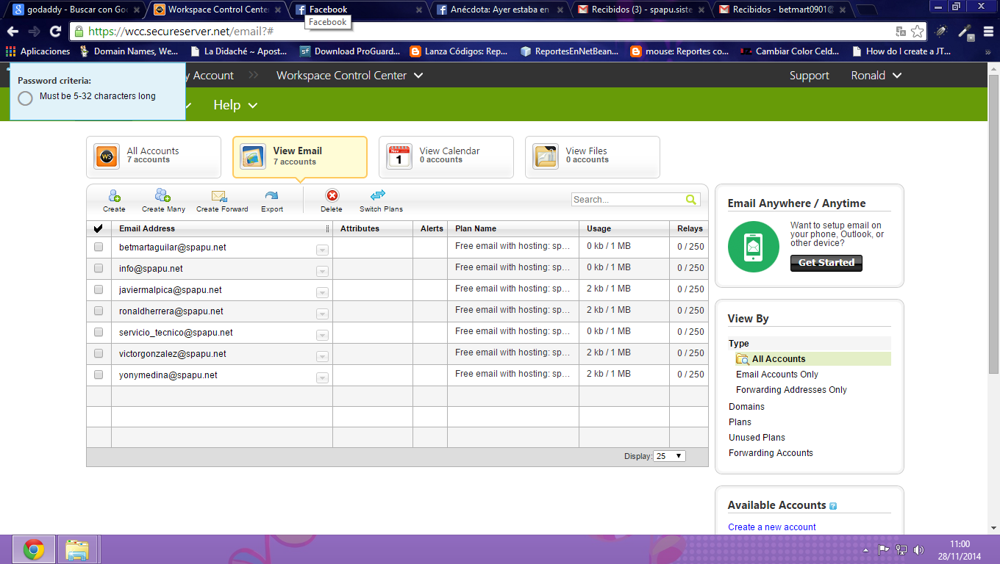 godaddy - Buscar con Goo
Workspace Control Center
Facebook
Anécdota: Ayer estaba en
Recibidos (3) - spapu.siste
Recibidos - betmart0901@
Facebook
https://wcc.secureserver.net/email?#
Aplicaciones
Domain Names, We...
La Didaché ~ Apost...
Download ProGuard...
Lanza Códigos: Rep...
ReportesEnNetBean...
mouse: Reportes co...
Cambiar Color Celd...
How do I create a JT...
»
Password criteria:
Must be 5-32 characters long
y Account
Workspace Control Center
Support
Ronald
Help
All Accounts
7 accounts
View Email
7 accounts
Nov
1
View Calendar
0 accounts
View Files
0 accounts
Create
Create Many
Create Forward
Export
Delete
Switch Plans
Search...
Email Address Attributes Alerts Plan Name Usage Relays
betmartaguilar@spapu.net Free email with hosting: sp... 0 kb / 1 MB 0 / 250
info@spapu.net Free email with hosting: sp... 0 kb / 1 MB 0 / 250
javiermalpica@spapu.net Free email with hosting: sp... 2 kb / 1 MB 0 / 250
ronaldherrera@spapu.net Free email with hosting: sp... 2 kb / 1 MB 0 / 250
servicio_tecnico@spapu.net Free email with hosting: sp... 0 kb / 1 MB 0 / 250
victorgonzalez@spapu.net Free email with hosting: sp... 2 kb / 1 MB 0 / 250
yonymedina@spapu.net Free email with hosting: sp... 2 kb / 1 MB 0 / 250
Display: 25
Email Anywhere / Anytime
Want to setup email on
your phone, Outlook, or
other device?
Get Started
View By
Type
All Accounts
Email Accounts Only
Forwarding Addresses Only
Domains
Plans
Unused Plans
Forwarding Accounts
Available Accounts ?
Create a new account
11:00
28/11/2014